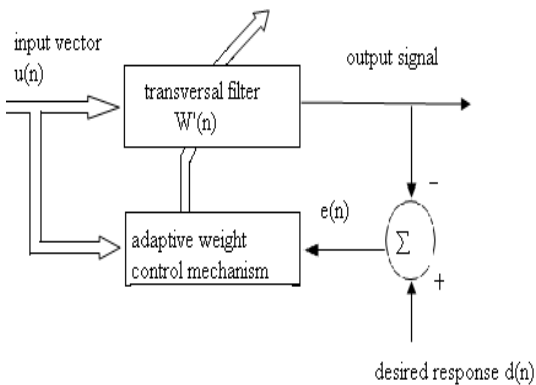 input vector
u(n)
output signal
transversal filter
W'(n)
−
e(n)
Σ
adaptive weight
control mechanism
+
desired response d(n)